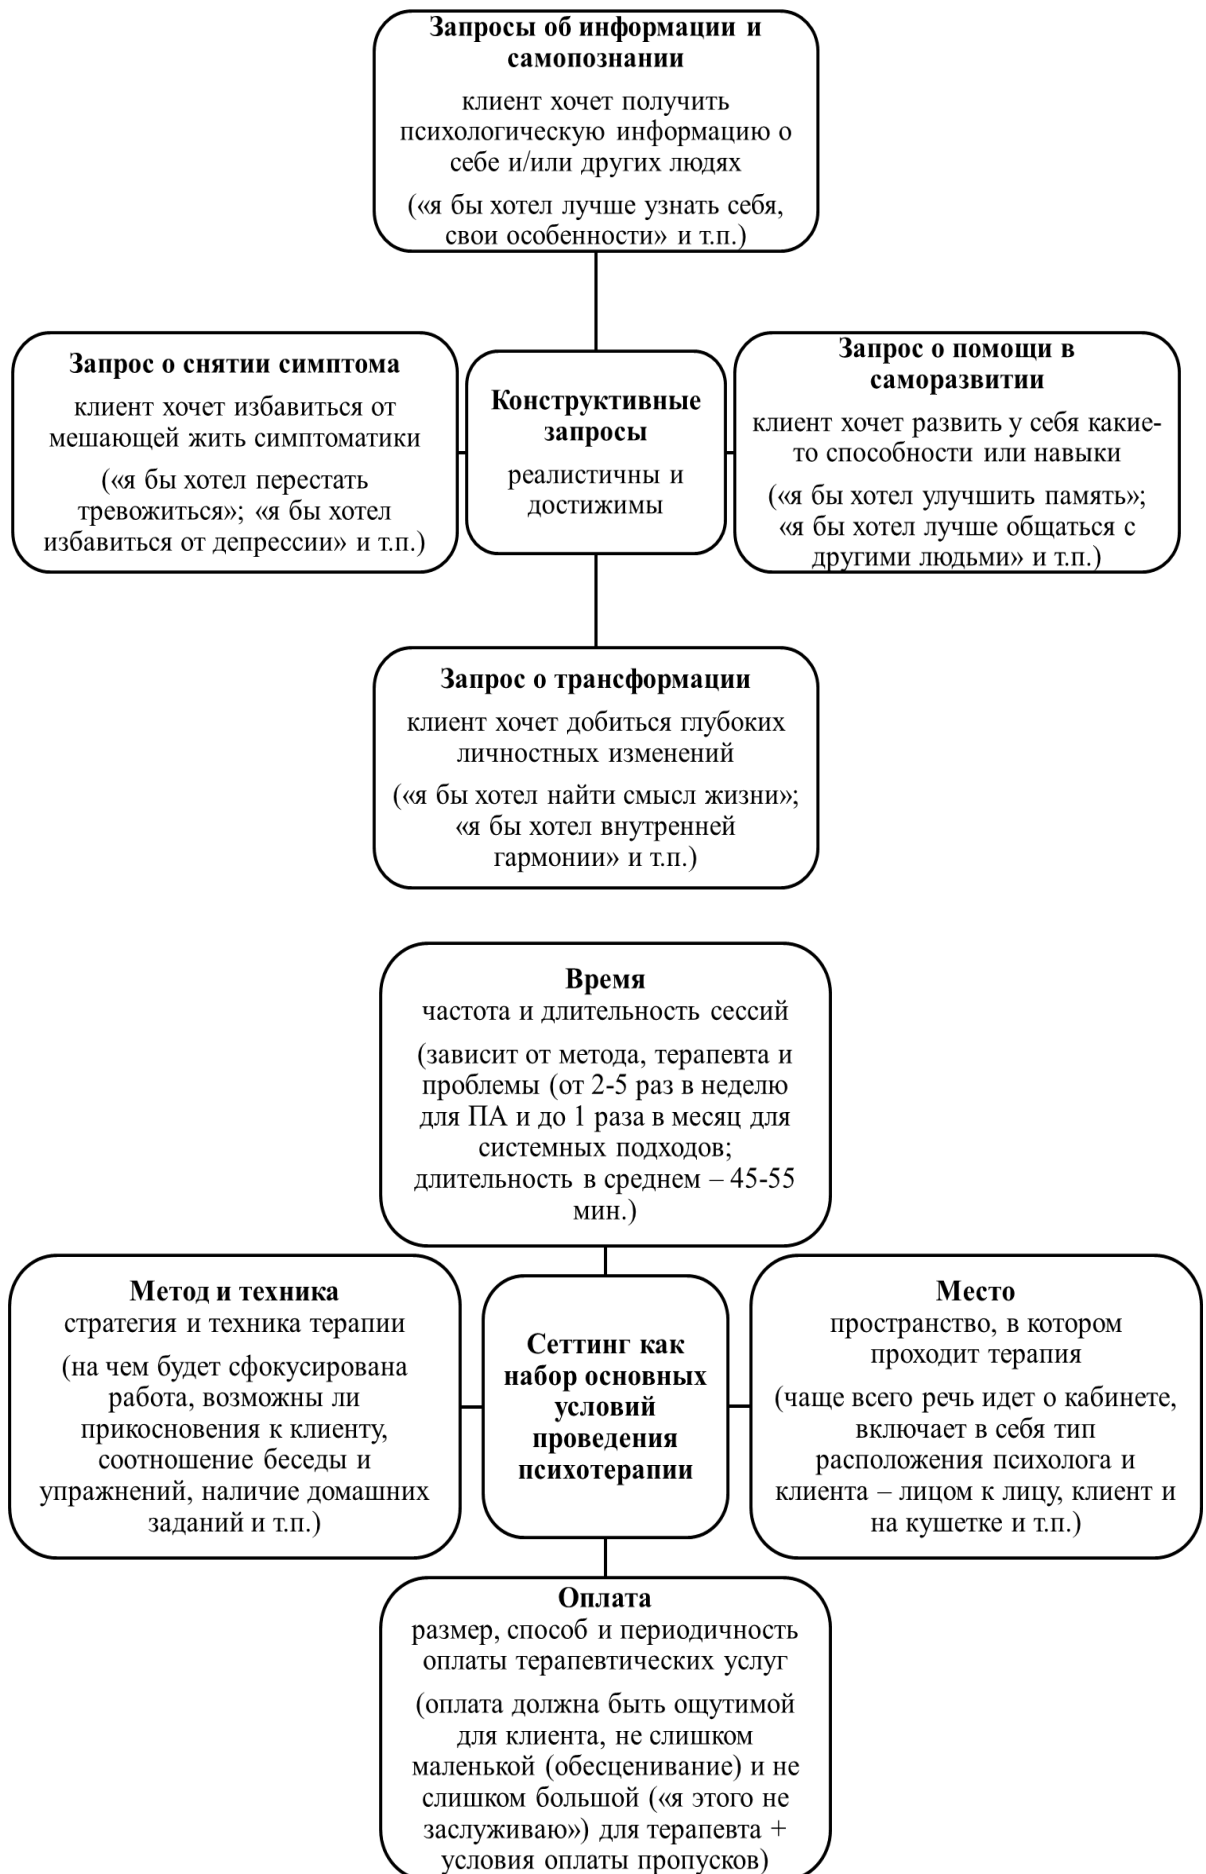 Запросы об информации и
самопознании
клиент хочет получить
психологическую информацию о
себе и/или других людях
(«я бы хотел лучше узнать себя,
свои особенности» и т.п.)
Запрос о снятии симптома
клиент хочет избавиться от
мешающей жить симптоматики
(«я бы хотел перестать
тревожиться»; «я бы хотел
избавиться от депрессии» и т.п.)
Конструктивные
запросы
реалистичны и
достижимы
Запрос о помощи в
саморазвитии
клиент хочет развить у себя какие-
то способности или навыки
(«я бы хотел улучшить память»;
«я бы хотел лучше общаться с
другими людьми» и т.п.)
Запрос о трансформации
клиент хочет добиться глубоких
личностных изменений
(«я бы хотел найти смысл жизни»;
«я бы хотел внутренней
гармонии» и т.п.)
Время
частота и длительность сессий
(зависит от метода, терапевта и
проблемы (от 2-5 раз в неделю
для ПА и до 1 раза в месяц для
системных подходов;
длительность в среднем – 45-55
мин.)
Метод и техника
стратегия и техника терапии
(на чем будет сфокусирована
работа, возможны ли
прикосновения к клиенту,
соотношение беседы и
упражнений, наличие домашних
заданий и т.п.)
Сеттинг как
набор основных
условий
проведения
психотерапии
Место
пространство, в котором
проходит терапия
(чаще всего речь идет о кабинете,
включает в себя тип
расположения психолога и
клиента – лицом к лицу, клиент и
на кушетке и т.п.)
Оплата
размер, способ и периодичность
оплаты терапевтических услуг
(оплата должна быть ощутимой
для клиента, не слишком
маленькой (обесценивание) и не
слишком большой («я этого не
заслуживаю») для терапевта +
условия оплаты пропусков)